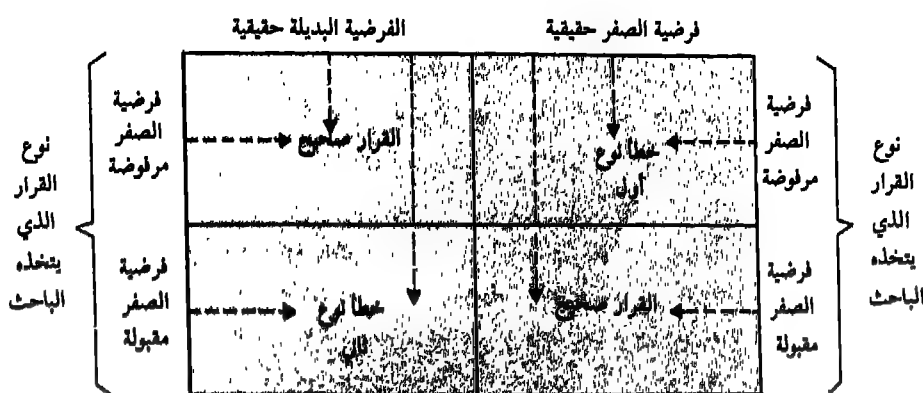 فرضية الصفر حقيقية
الفرضية البديلة حقيقية
نوع
القرار
الذي
يتخذه
الباحث
فرضية
الصفر
مرفوضة
خطأ نوع
أول
القرار صحيح
فرضية
الصفر
مرفوضة
نوع
القرار
الذي
يتخذه
الباحث
فرضية
الصفر
مقبولة
القرار صحيح
خطأ نوع
ثاني
فرضية
الصفر
مقبولة